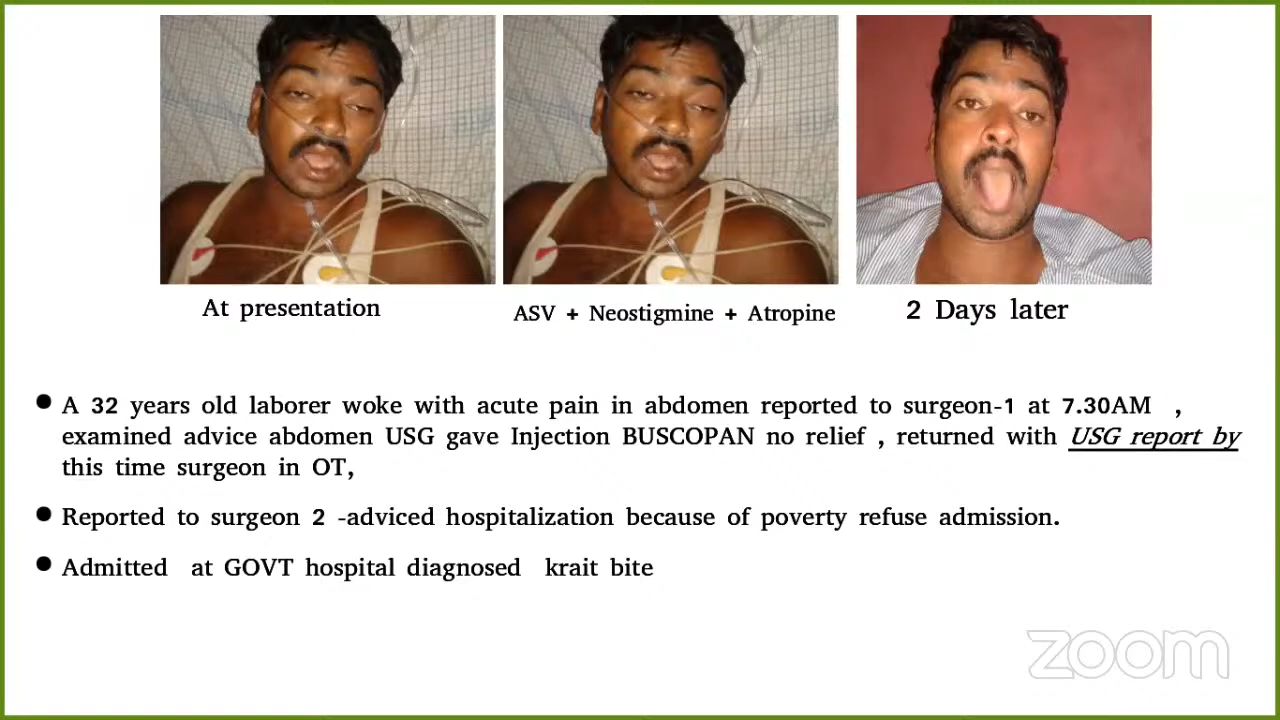 At presentation
ASV + Neostigmine + Atropine
2 Days later
● A 32 years old laborer woke with acute pain in abdomen reported to surgeon-1 at 7.30AM ,
examined advice abdomen USG gave Injection BUSCOPAN no relief , returned with USG report by
this time surgeon in OT,
● Reported to surgeon 2 -adviced hospitalization because of poverty refuse admission.
● Admitted at GOVT hospital diagnosed krait bite
zoom